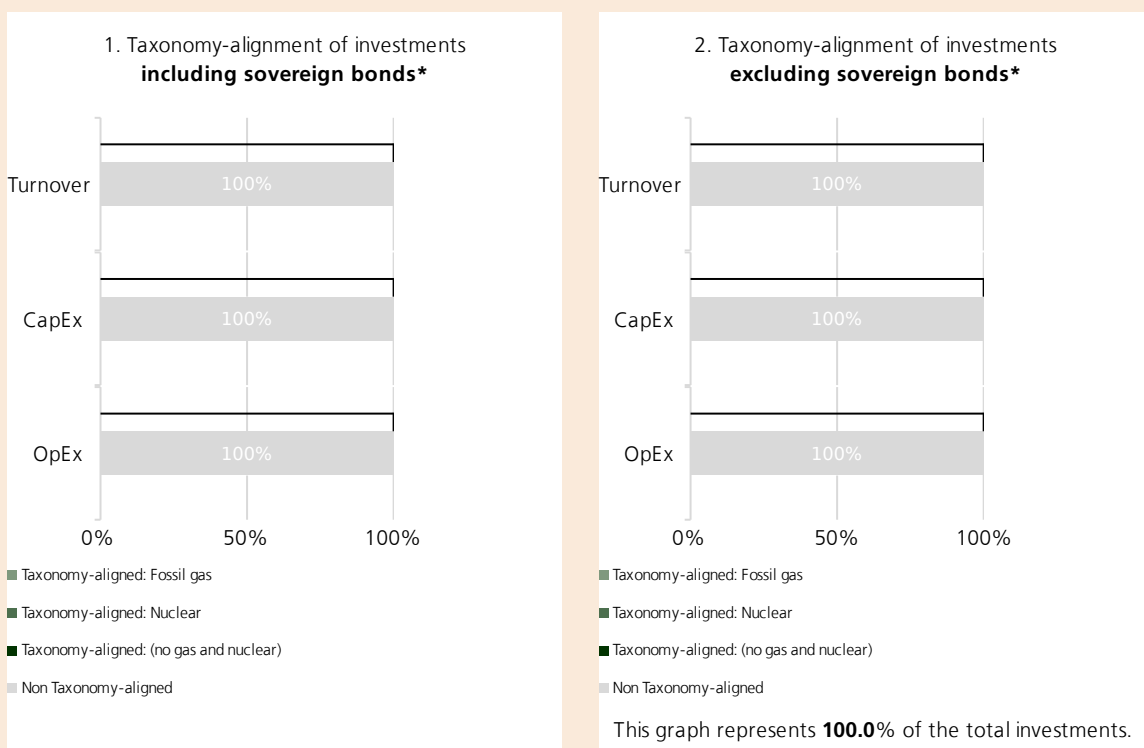 1. Taxonomy-alignment of investments
including sovereign bonds*
Turnover
100%
CapEx
100%
OpEx
100%
0%
50%
100%
Taxonomy-aligned: Fossil gas
Taxonomy-aligned: Nuclear
Taxonomy-aligned: (no gas and nuclear)
Non Taxonomy-aligned
2. Taxonomy-alignment of investments
excluding sovereign bonds*
Turnover
100%
CapEx
100%
OpEx
100%
0%
50%
100%
Taxonomy-aligned: Fossil gas
Taxonomy-aligned: Nuclear
Taxonomy-aligned: (no gas and nuclear)
Non Taxonomy-aligned
This graph represents 100.0% of the total investments.